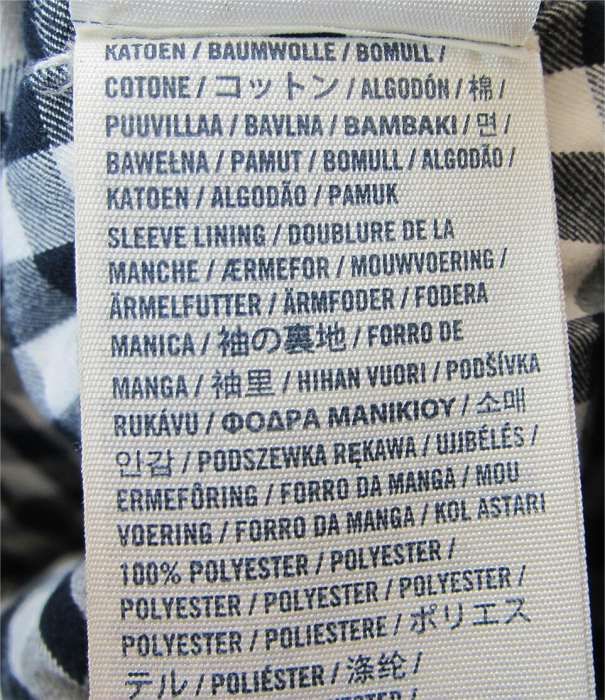 KATOEN / BAUMWOLLE / BOMULL /
COTONE / コットン / ALGODÓN / 棉 /
PUUVILLAA / BAVLNA / BAMBAKI / 면 /
BAWEŁNA / PAMUT / BOMULL / ALGODÃO /
KATOEN / ALGODÃO / PAMUK
SLEEVE LINING / DOUBLURE DE LA
MANCHE / ÆRMEFOR / MOUWVOERING /
ÄRMELFUTTER / ÄRMFODER / FODERA
MANICA / 袖の裏地 / FORRO DE
MANGA / 袖里 / HIHAN VUORI / PODŠÍVKA
RUKÁVU / ΦΟΔΡΑ ΜΑΝΙΚΙΟΥ / 소매
안감 / PODSZEWKA RĘKAWA / UJJBÉLÉS /
ERMEFÔRING / FORRO DA MANGA / MOU
VOERING / FORRO DA MANGA / KOL ASTARI
100% POLYESTER / POLYESTER /
POLYESTER / POLYESTER / POLYESTER /
POLYESTER / POLIESTERE / ポリエス
テル / POLIÉSTER / 涤纶 /